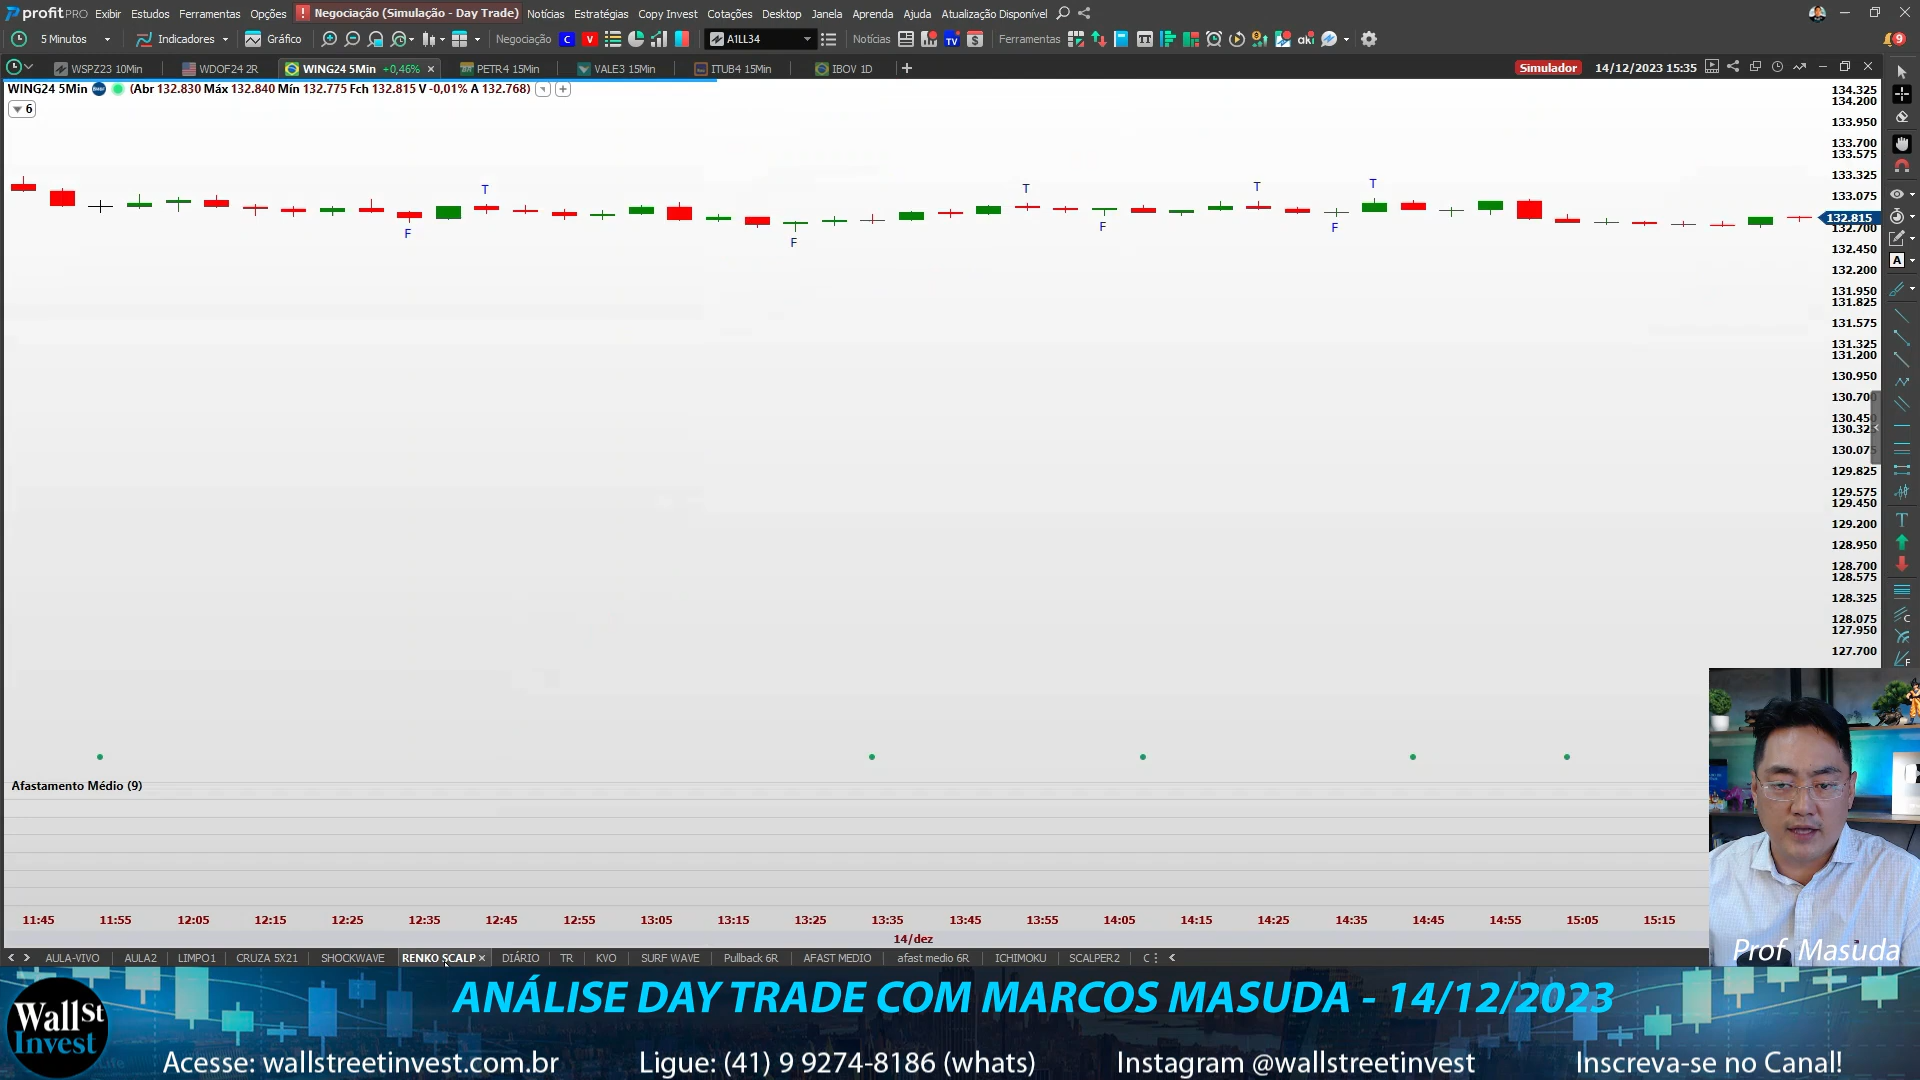 profitPRO Exibir Estudos Ferramentas Opções ! Negociação (Simulação - Day Trade) Notícias Estratégias Copy Invest Cotações Desktop Janela Aprenda Ajuda Atualização Disponível
5 Minutos Indicadores Gráfico Negociação C V A1LL34 Notícias TV $ Ferramentas TT aki 9
WSPZ23 10Min WDOF24 2R WING24 5Min +0,46% × PETR4 15Min VALE3 15Min ITUB4 15Min IBOV 1D + Simulador 14/12/2023 15:35
WING24 5Min (Abr 132.830 Máx 132.840 Mín 132.775 Fch 132.815 V -0,01% A 132.768)
6
134.325
134.200
133.950
133.700
133.575
133.325
133.075
132.815
132.700
132.450
132.200
131.950
131.825
131.575
131.325
131.200
130.950
130.700
130.450
130.325
130.075
129.825
129.575
129.450
129.200
128.950
128.700
128.575
128.325
128.075
127.950
127.700
T T T T
F F F F
Afastamento Médio (9)
11:45 11:55 12:05 12:15 12:25 12:35 12:45 12:55 13:05 13:15 13:25 13:35 13:45 13:55 14:05 14:15 14:25 14:35 14:45 14:55 15:05 15:15
14/dez
AULA-VIVO AULA2 LIMPO1 CRUZA 5X21 SHOCKWAVE RENKO SCALP × DIÁRIO TR KVO SURF WAVE Pullback 6R AFAST MEDIO afast medio 6R ICHIMOKU SCALPER2 C
Prof Masuda
Wall St
Invest
ANÁLISE DAY TRADE COM MARCOS MASUDA - 14/12/2023
Acesse: wallstreetinvest.com.br Ligue: (41) 9 9274-8186 (whats) Instagram @wallstreetinvest Inscreva-se no Canal!